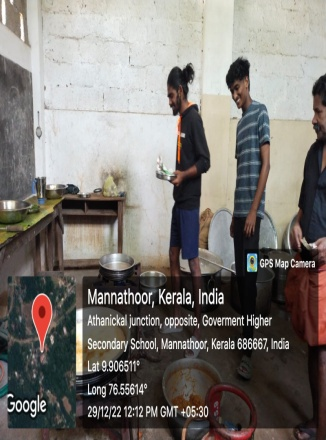 GPS Map Camera
Mannathoor, Kerala, India
Athanickal junction, opposite, Goverment Higher
Secondary School, Mannathoor, Kerala 686667, India
Lat 9.906511°
Long 76.55614°
29/12/22 12:12 PM GMT +05:30
Google